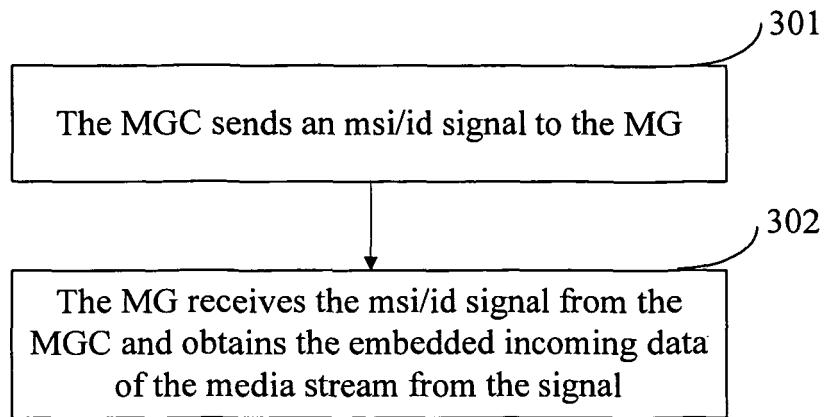 301
The MGC sends an msi/id signal to the MG
302
The MG receives the msi/id signal from the
MGC and obtains the embedded incoming data
of the media stream from the signal